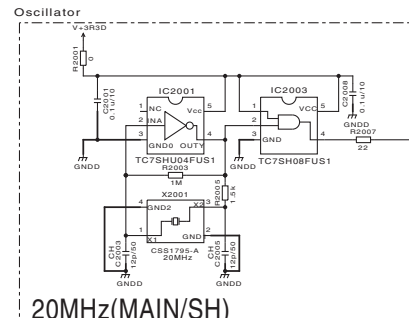 Oscillator
V+3R3D
R2001
0
C2001
0.1u/10
GNDD
IC2001
1
NC
Vcc
5
2
INA
3
GND0
OUTY
4
TC7SHU04FUS1
IC2003
1
Vcc
5
2
3
GND
4
TC7SH08FUS1
GNDD
C2008
0.1u/10
GNDD
R2007
22
R2003
1M
R2005
1.5k
X2001
4
GND2
X2
3
1
X1
GND
2
CSS1795-A
20MHz
CH
C2003
12p/50
GNDD
CH
C2005
12p/50
GNDD
20MHz(MAIN/SH)